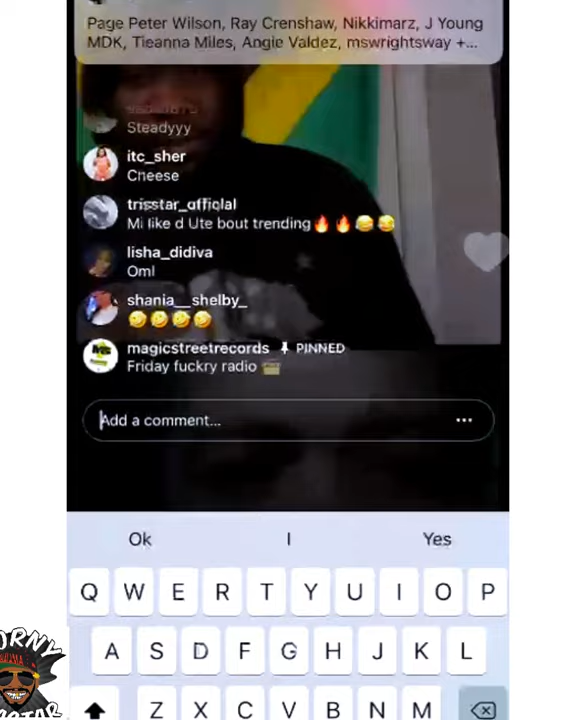 Page Peter Wilson, Ray Crenshaw, Nikkimarz, J Young
MDK, Tieanna Miles, Angie Valdez, mswrightsway +...
Steadyyy
itc_sher
Cheese
trisstar_official
Mi like d Ute bout trending🔥🔥😂😂
lisha_didiva
Oml
shania__shelby_
🤣🤣🤣🤣
magicstreetrecords 📌 PINNED
Friday fuckry radio 📻
Add a comment... •••
Ok I Yes
Q W E R T Y U I O P
A S D F G H J K L
Z X C V B N M